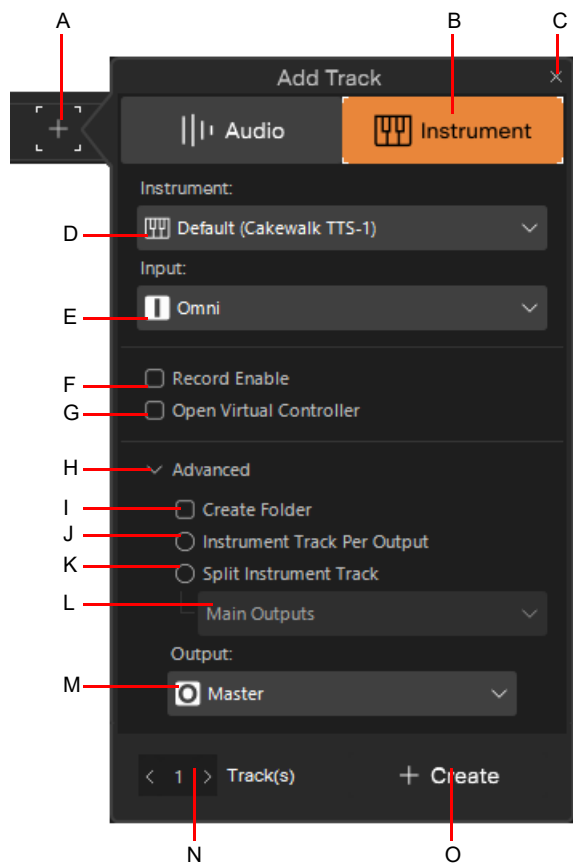 A B C
Add Track
Audio Instrument
Instrument:
D Default (Cakewalk TTS-1)
Input:
E Omni
F Record Enable
G Open Virtual Controller
H Advanced
I Create Folder
J Instrument Track Per Output
K Split Instrument Track
L Main Outputs
Output:
M Master
1 Track(s) + Create
N O